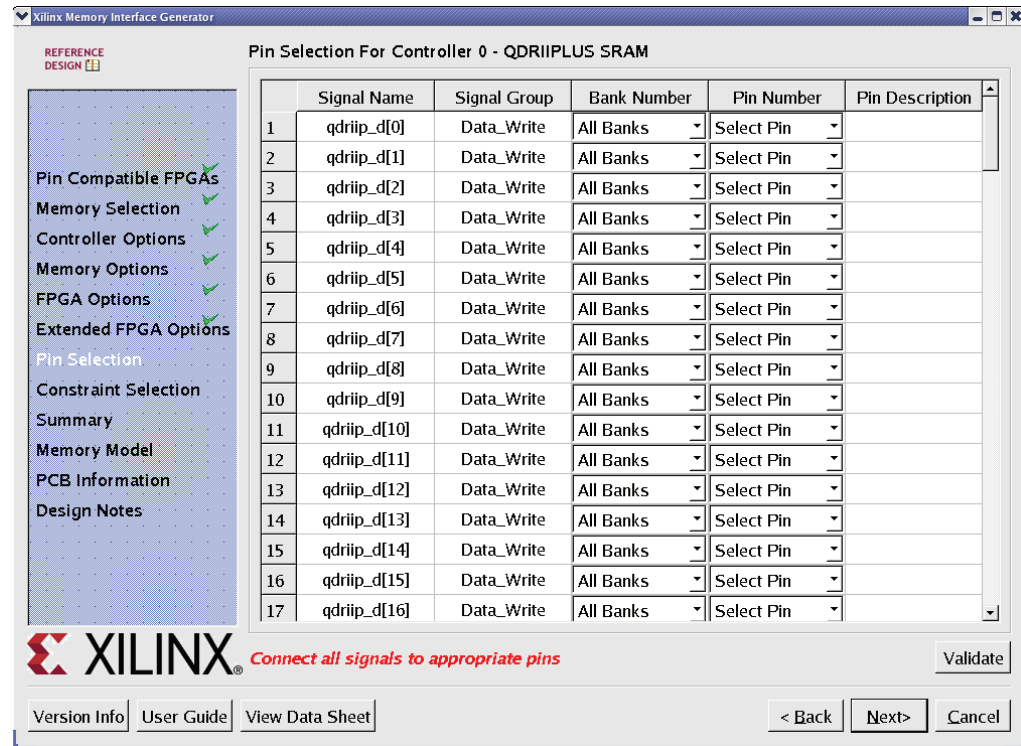 Xilinx Memory Interface Generator
REFERENCE
DESIGN
Pin Selection For Controller 0 - QDRIIPLUS SRAM
Pin Compatible FPGAs
Memory Selection
Controller Options
Memory Options
FPGA Options
Extended FPGA Options
Pin Selection
Constraint Selection
Summary
Memory Model
PCB Information
Design Notes
Signal Name Signal Group Bank Number Pin Number Pin Description
1 qdriip_d[0] Data_Write All Banks Select Pin
2 qdriip_d[1] Data_Write All Banks Select Pin
3 qdriip_d[2] Data_Write All Banks Select Pin
4 qdriip_d[3] Data_Write All Banks Select Pin
5 qdriip_d[4] Data_Write All Banks Select Pin
6 qdriip_d[5] Data_Write All Banks Select Pin
7 qdriip_d[6] Data_Write All Banks Select Pin
8 qdriip_d[7] Data_Write All Banks Select Pin
9 qdriip_d[8] Data_Write All Banks Select Pin
10 qdriip_d[9] Data_Write All Banks Select Pin
11 qdriip_d[10] Data_Write All Banks Select Pin
12 qdriip_d[11] Data_Write All Banks Select Pin
13 qdriip_d[12] Data_Write All Banks Select Pin
14 qdriip_d[13] Data_Write All Banks Select Pin
15 qdriip_d[14] Data_Write All Banks Select Pin
16 qdriip_d[15] Data_Write All Banks Select Pin
17 qdriip_d[16] Data_Write All Banks Select Pin
XILINX®
Connect all signals to appropriate pins
Validate
Version Info User Guide View Data Sheet < Back Next> Cancel